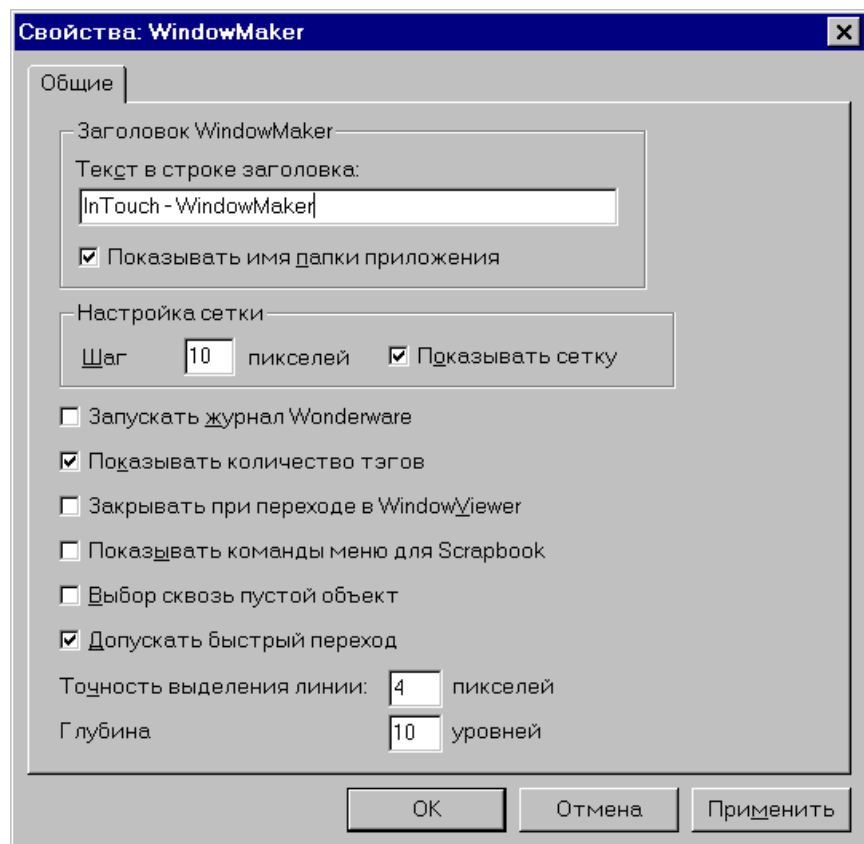 Свойства: WindowMaker
Общие
Заголовок WindowMaker
Текст в строке заголовка:
InTouch - WindowMaker
Показывать имя папки приложения
Настройка сетки
Шаг 10 пикселей Показывать сетку
Запускать журнал Wonderware
Показывать количество тэгов
Закрывать при переходе в WindowViewer
Показывать команды меню для Scrapbook
Выбор сквозь пустой объект
Допускать быстрый переход
Точность выделения линии: 4 пикселей
Глубина 10 уровней
OK Отмена Применить